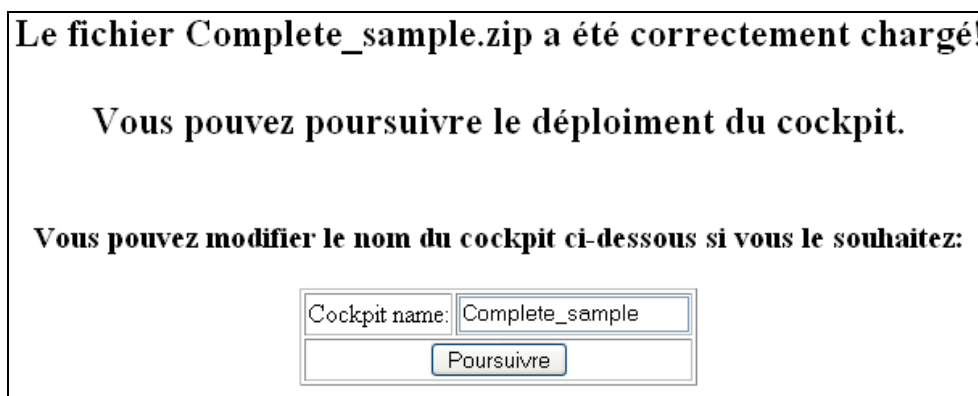 Le fichier Complete_sample.zip a été correctement chargé!
Vous pouvez poursuivre le déploiment du cockpit.
Vous pouvez modifier le nom du cockpit ci-dessous si vous le souhaitez:
Cockpit name: Complete_sample
Poursuivre